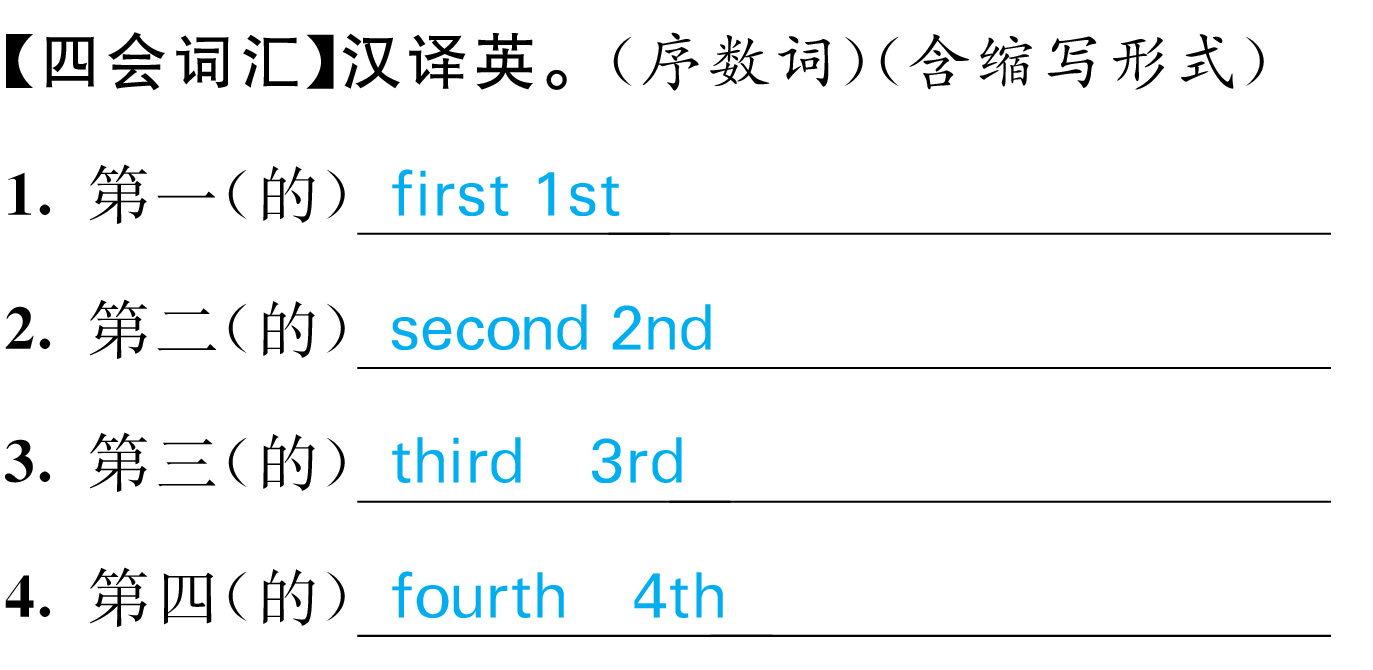 【四会词汇】汉译英。(序数词)(含缩写形式)
1. 第一(的) first 1st
2. 第二(的) second 2nd
3. 第三(的) third 3rd
4. 第四(的) fourth 4th